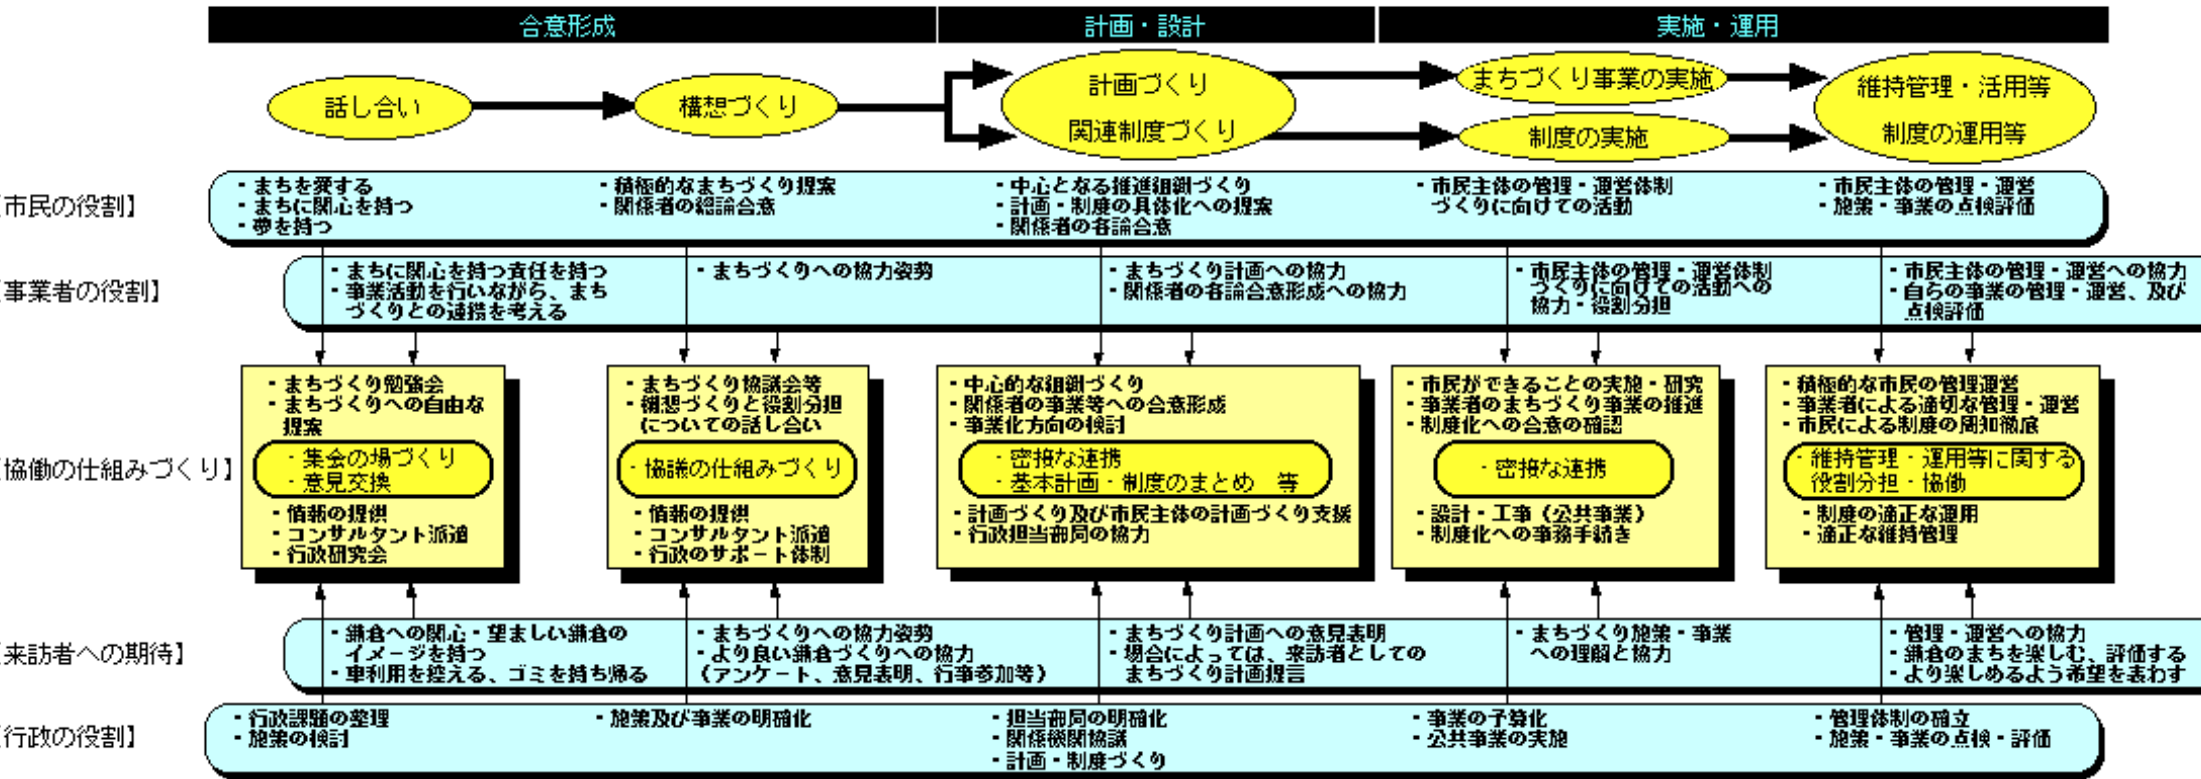 合意形成
計画・設計
実施・運用
話し合い
構想づくり
計画づくり
関連制度づくり
まちづくり事業の実施
制度の実施
維持管理・活用等
制度の運用等
市民の役割】
・まちを愛する
・まちに関心を持つ
・夢を持つ
・積極的なまちづくり提案
・関係者の総論合意
・中心となる推進組織づくり
・計画・制度の具体化への提案
・関係者の各論合意
・市民主体の管理・運営体制
づくりに向けての活動
・市民主体の管理・運営
・施策・事業の点検評価
事業者の役割】
・まちに関心を持つ責任を持つ
・事業活動を行いながら、まち
づくりとの連携を考える
・まちづくりへの協力姿勢
・まちづくり計画への協力
・関係者の各論合意形成への協力
・市民主体の管理・運営体制
づくりに向けての活動への
協力・役割分担
・市民主体の管理・運営への協力
・自らの事業の管理・運営、及び
点検評価
協働の仕組みづくり】
・まちづくり勉強会
・まちづくりへの自由な
提案
・集会の場づくり
・意見交換
・情報の提供
・コンサルタント派遣
・行政研究会
・まちづくり協議会等
・構想づくりと役割分担
についての話し合い
・協議の仕組みづくり
・情報の提供
・コンサルタント派遣
・行政のサポート体制
・中心的な組織づくり
・関係者の事業等への合意形成
・事業化方向の検討
・密接な連携
・基本計画・制度のまとめ 等
・計画づくり及び市民主体の計画づくり支援
・行政担当部局の協力
・市民ができることの実施・研究
・事業者のまちづくり事業の推進
・制度化への合意の確認
・密接な連携
・設計・工事（公共事業）
・制度化への事務手続き
・積極的な市民の管理運営
・事業者による適切な管理・運営
・市民による制度の周知徹底
・維持管理・運用等に関する
役割分担・協働
・制度の適正な運用
・適正な維持管理
来訪者への期待】
・鎌倉への関心・望ましい鎌倉の
イメージを持つ
・車利用を控える、ゴミを持ち帰る
・まちづくりへの協力姿勢
・より良い鎌倉づくりへの協力
（アンケート、意見表明、行事参加等）
・まちづくり計画への意見表明
・場合によっては、来訪者としての
まちづくり計画提言
・まちづくり施策・事業
への理解と協力
・管理・運営への協力
・鎌倉のまちを楽しむ、評価する
・より楽しめるよう希望を表わす
行政の役割】
・行政課題の整理
・施策の検討
・施策及び事業の明確化
・担当部局の明確化
・関係機関協議
・計画・制度づくり
・事業の予算化
・公共事業の実施
・管理体制の確立
・施策・事業の点検・評価